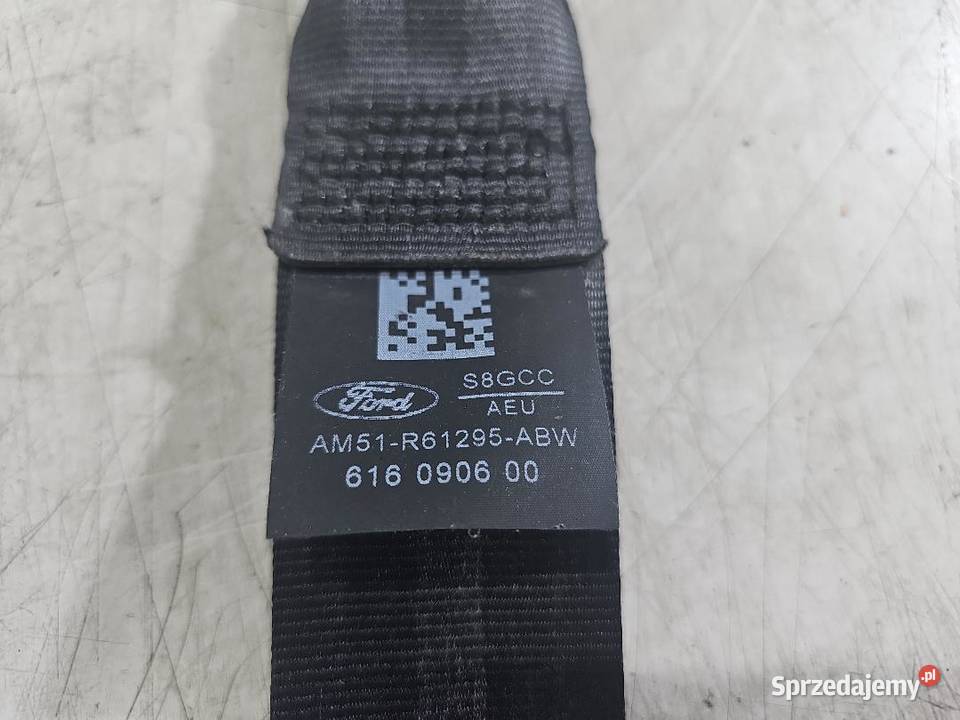 Ford
S8GCC
AEU
AM51-R61295-ABW
616 0906 00
Sprzedajemy.pl